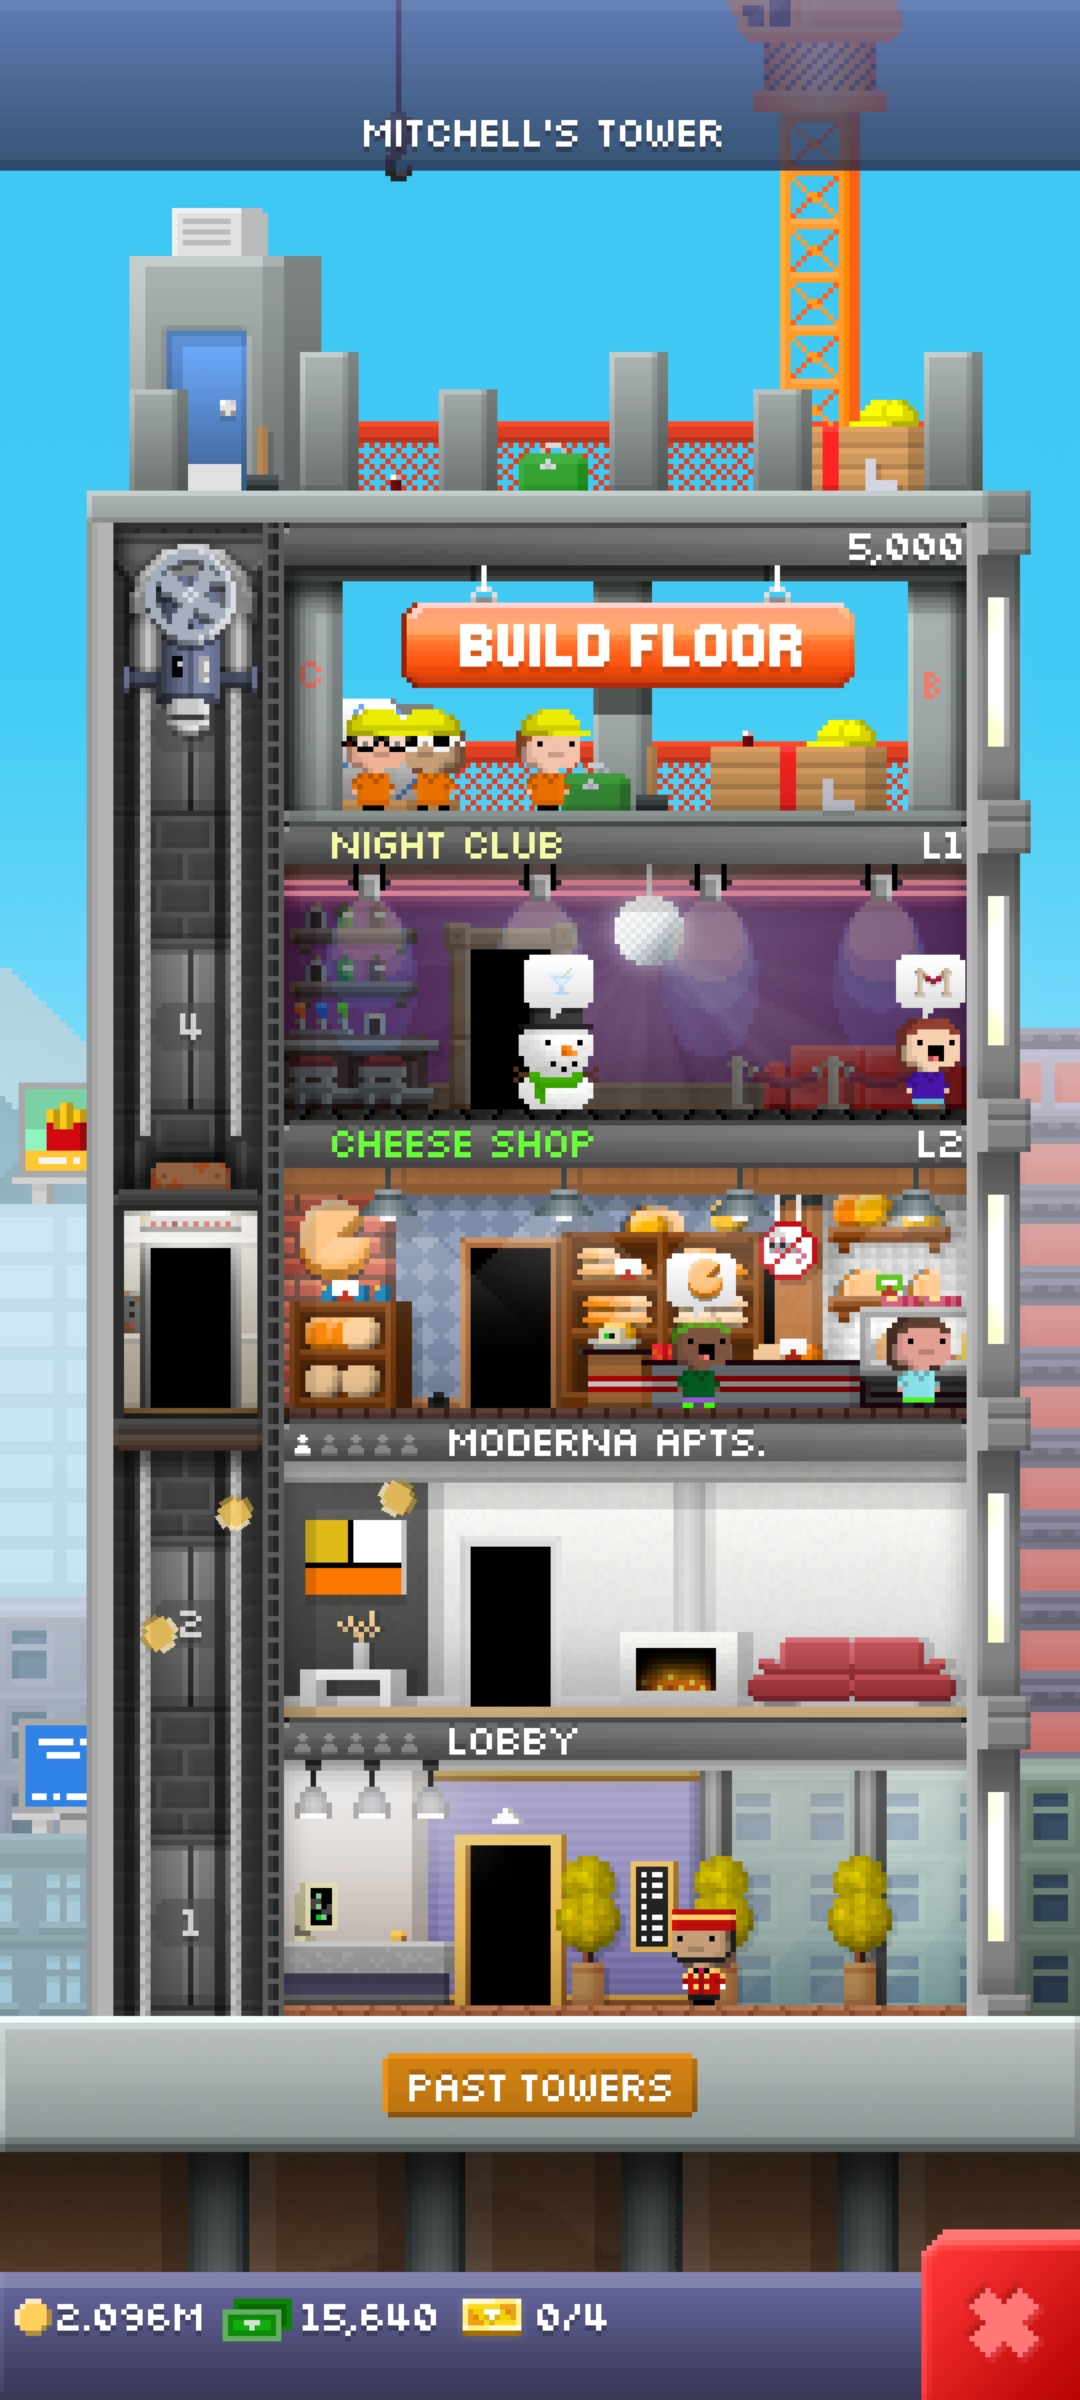 MITCHELL'S TOWER
5,000
BUILD FLOOR
C
B
NIGHT CLUB L1
4
CHEESE SHOP L2
MODERNA APTS.
2
LOBBY
1
PAST TOWERS
2.096M 15,640 0/4